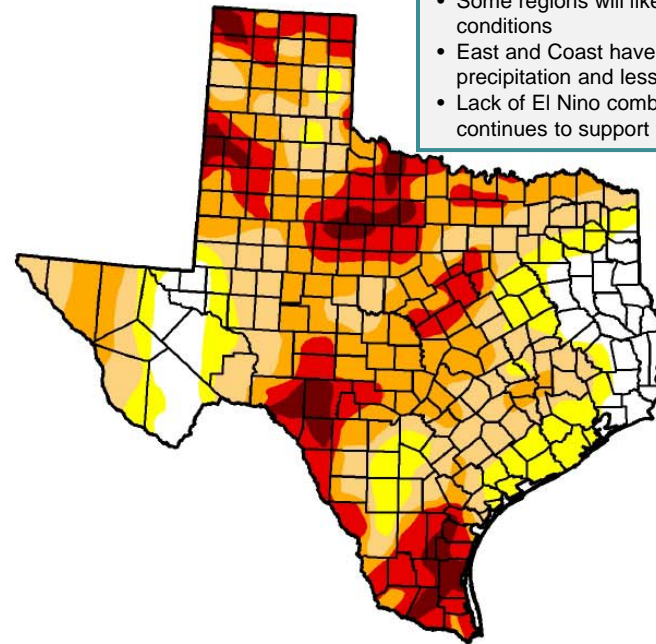 • Some regions will like
conditions
• East and Coast have
precipitation and less
• Lack of El Nino comb
continues to support